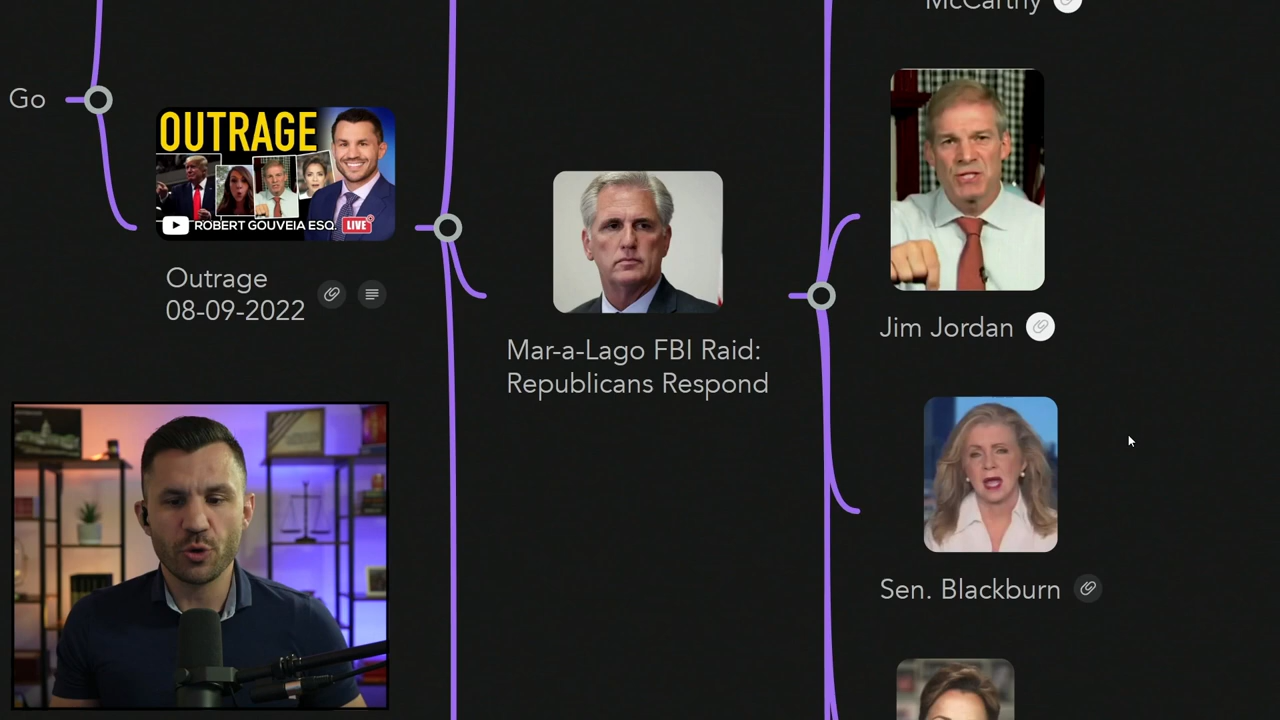 McCarthy
Go
OUTRAGE
ROBERT GOUVEIA ESQ.
LIVE
Outrage
08-09-2022
Mar-a-Lago FBI Raid:
Republicans Respond
Jim Jordan
Sen. Blackburn